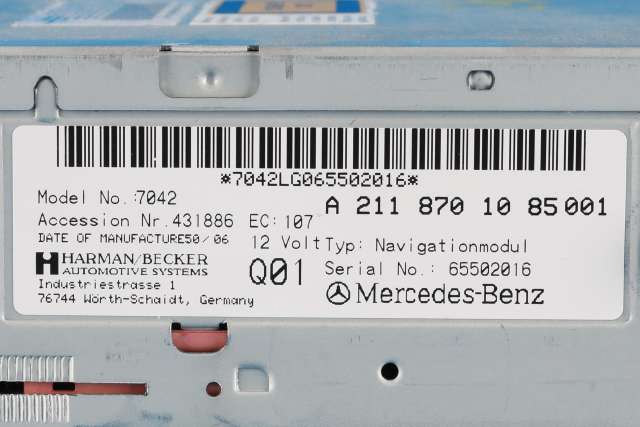 *7042LG065502016*
Model No.:7042
A 211 870 10 85 001
Accession Nr.431886 EC: 107
DATE OF MANUFACTURE50/06
12 Volt Typ: Navigationmodul
HARMAN/BECKER
AUTOMOTIVE SYSTEMS
Q01
Serial No.: 65502016
Industriestrasse 1
76744 Wörth-Schaidt, Germany
Mercedes-Benz